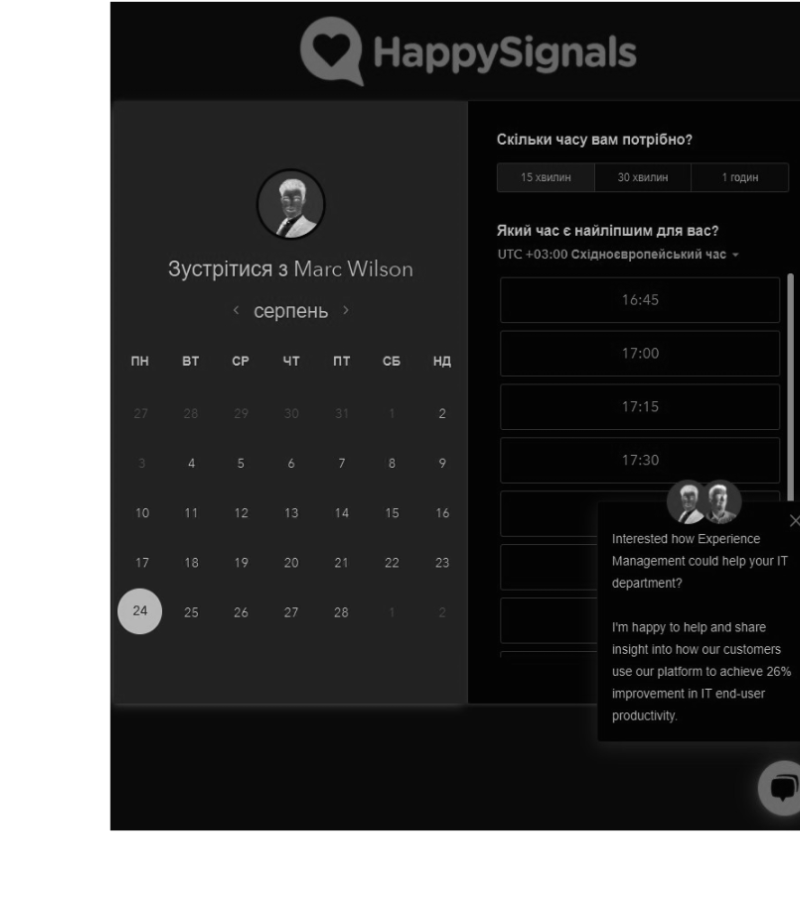 HappySignals
Зустрітися з Marc Wilson
серпень
ПН ВТ СР ЧТ ПТ СБ НД
27 28 29 30 31 1 2
3 4 5 6 7 8 9
10 11 12 13 14 15 16
17 18 19 20 21 22 23
24 25 26 27 28 1 2
Скільки часу вам потрібно?
15 хвилин 30 хвилин 1 годин
Який час є найліпшим для вас?
UTC +03:00 Східноєвропейський час
16:45
17:00
17:15
17:30
Interested how Experience
Management could help your IT
department?
I'm happy to help and share
insight into how our customers
use our platform to achieve 26%
improvement in IT end-user
productivity.